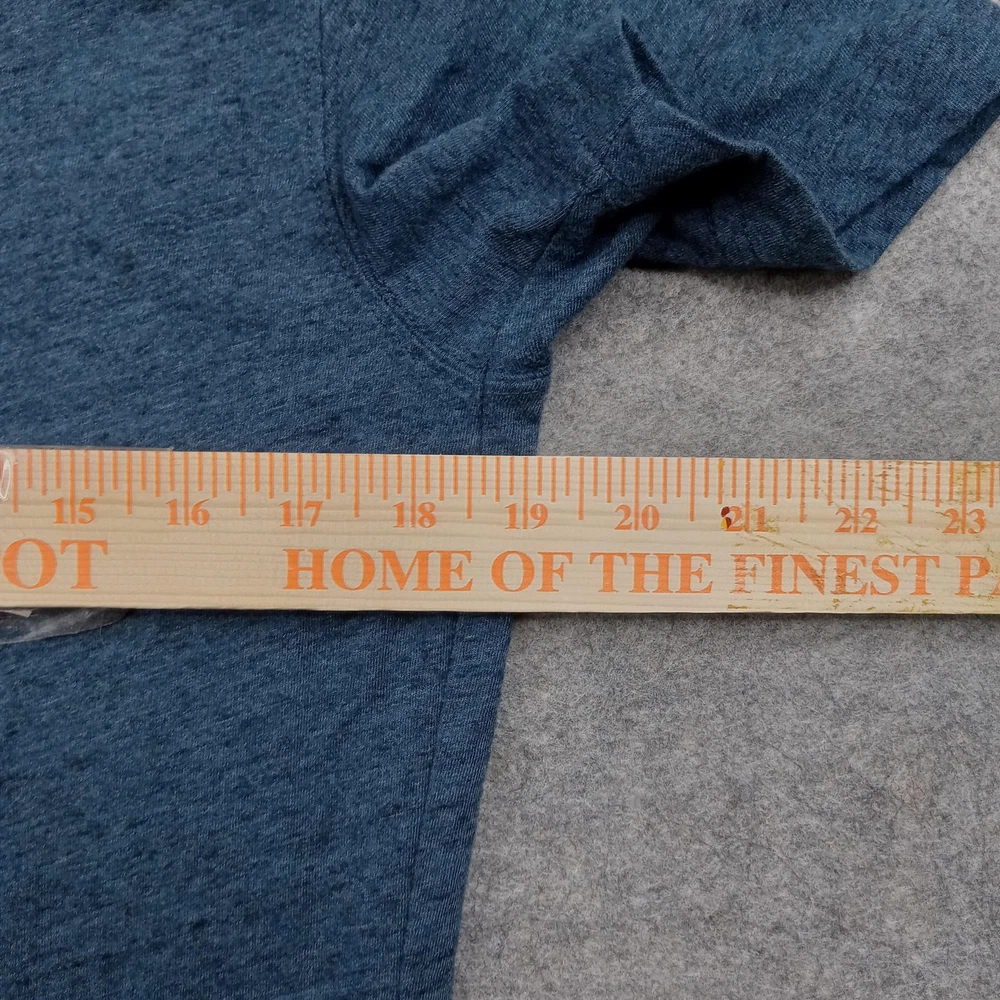 15 16 17 18 19 20 21 22 23
OT HOME OF THE FINEST PA